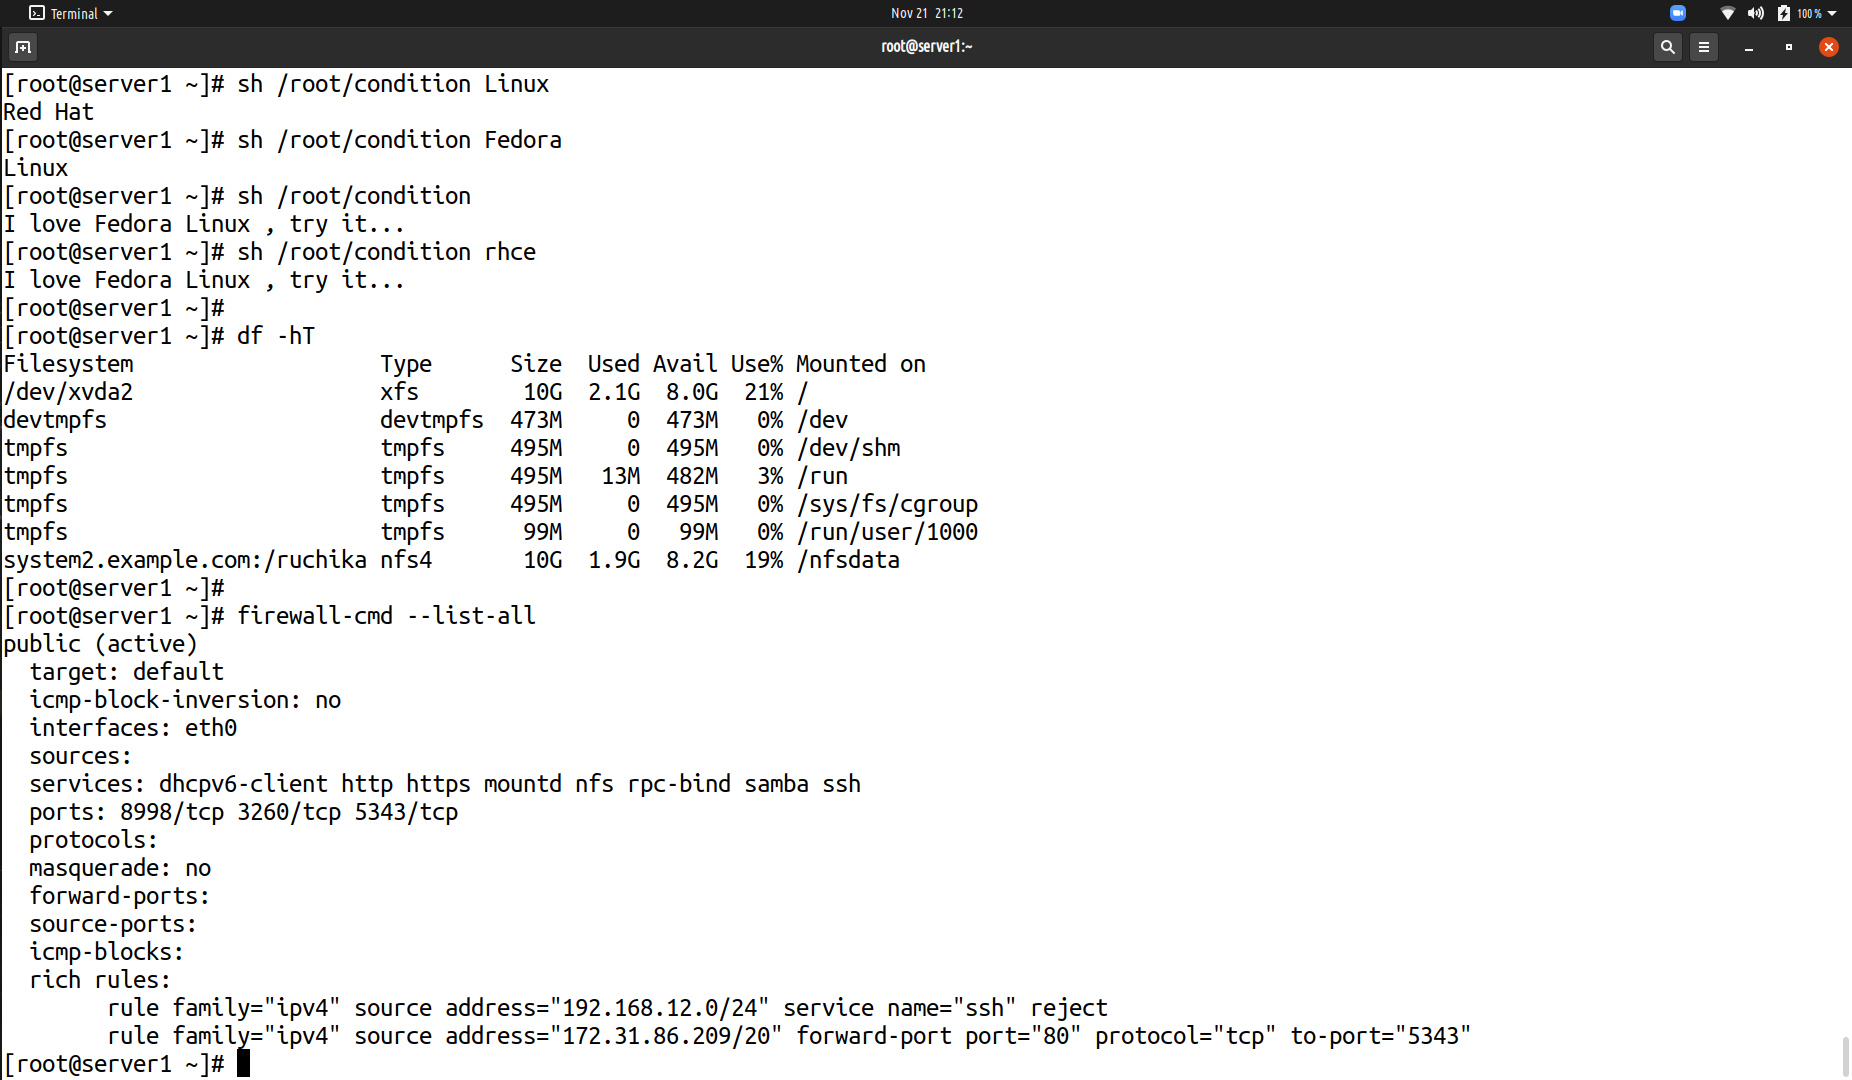 Terminal
Nov 21 21:12
100 %
root@server1:~
[root@server1 ~]# sh /root/condition Linux
Red Hat
[root@server1 ~]# sh /root/condition Fedora
Linux
[root@server1 ~]# sh /root/condition
I love Fedora Linux , try it...
[root@server1 ~]# sh /root/condition rhce
I love Fedora Linux , try it...
[root@server1 ~]#
[root@server1 ~]# df -hT
Filesystem                   Type      Size  Used Avail Use% Mounted on
/dev/xvda2                   xfs        10G  2.1G  8.0G  21% /
devtmpfs                     devtmpfs  473M     0  473M   0% /dev
tmpfs                        tmpfs     495M     0  495M   0% /dev/shm
tmpfs                        tmpfs     495M   13M  482M   3% /run
tmpfs                        tmpfs     495M     0  495M   0% /sys/fs/cgroup
tmpfs                        tmpfs      99M     0   99M   0% /run/user/1000
system2.example.com:/ruchika nfs4       10G  1.9G  8.2G  19% /nfsdata
[root@server1 ~]#
[root@server1 ~]# firewall-cmd --list-all
public (active)
  target: default
  icmp-block-inversion: no
  interfaces: eth0
  sources:
  services: dhcpv6-client http https mountd nfs rpc-bind samba ssh
  ports: 8998/tcp 3260/tcp 5343/tcp
  protocols:
  masquerade: no
  forward-ports:
  source-ports:
  icmp-blocks:
  rich rules:
        rule family="ipv4" source address="192.168.12.0/24" service name="ssh" reject
        rule family="ipv4" source address="172.31.86.209/20" forward-port port="80" protocol="tcp" to-port="5343"
[root@server1 ~]#